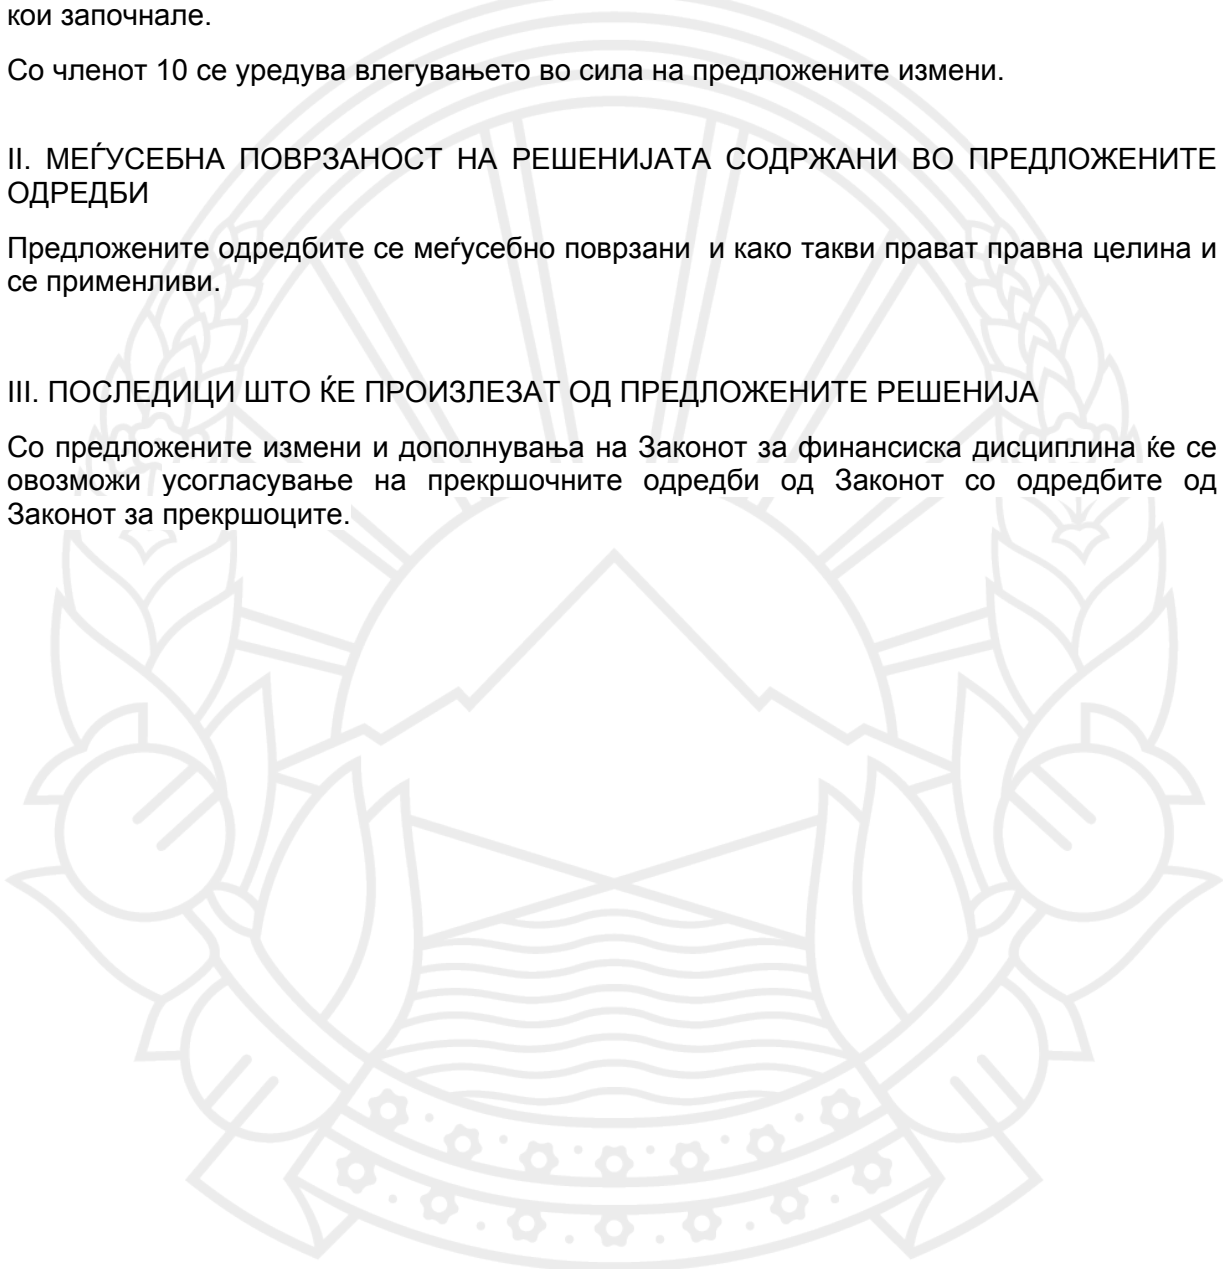 кои започнале.
Со членот 10 се уредува влегувањето во сила на предложените измени.
II. МЕЃУСЕБНА ПОВРЗАНОСТ НА РЕШЕНИЈАТА СОДРЖАНИ ВО ПРЕДЛОЖЕНИТЕ
ОДРЕДБИ
Предложените одредбите се меѓусебно поврзани  и како такви прават правна целина и
се применливи.
III. ПОСЛЕДИЦИ ШТО ЌЕ ПРОИЗЛЕЗАТ ОД ПРЕДЛОЖЕНИТЕ РЕШЕНИЈА
Со предложените измени и дополнувања на Законот за финансиска дисциплина ќе се
овозможи усогласување на прекршочните одредби од Законот со одредбите од
Законот за прекршоците.